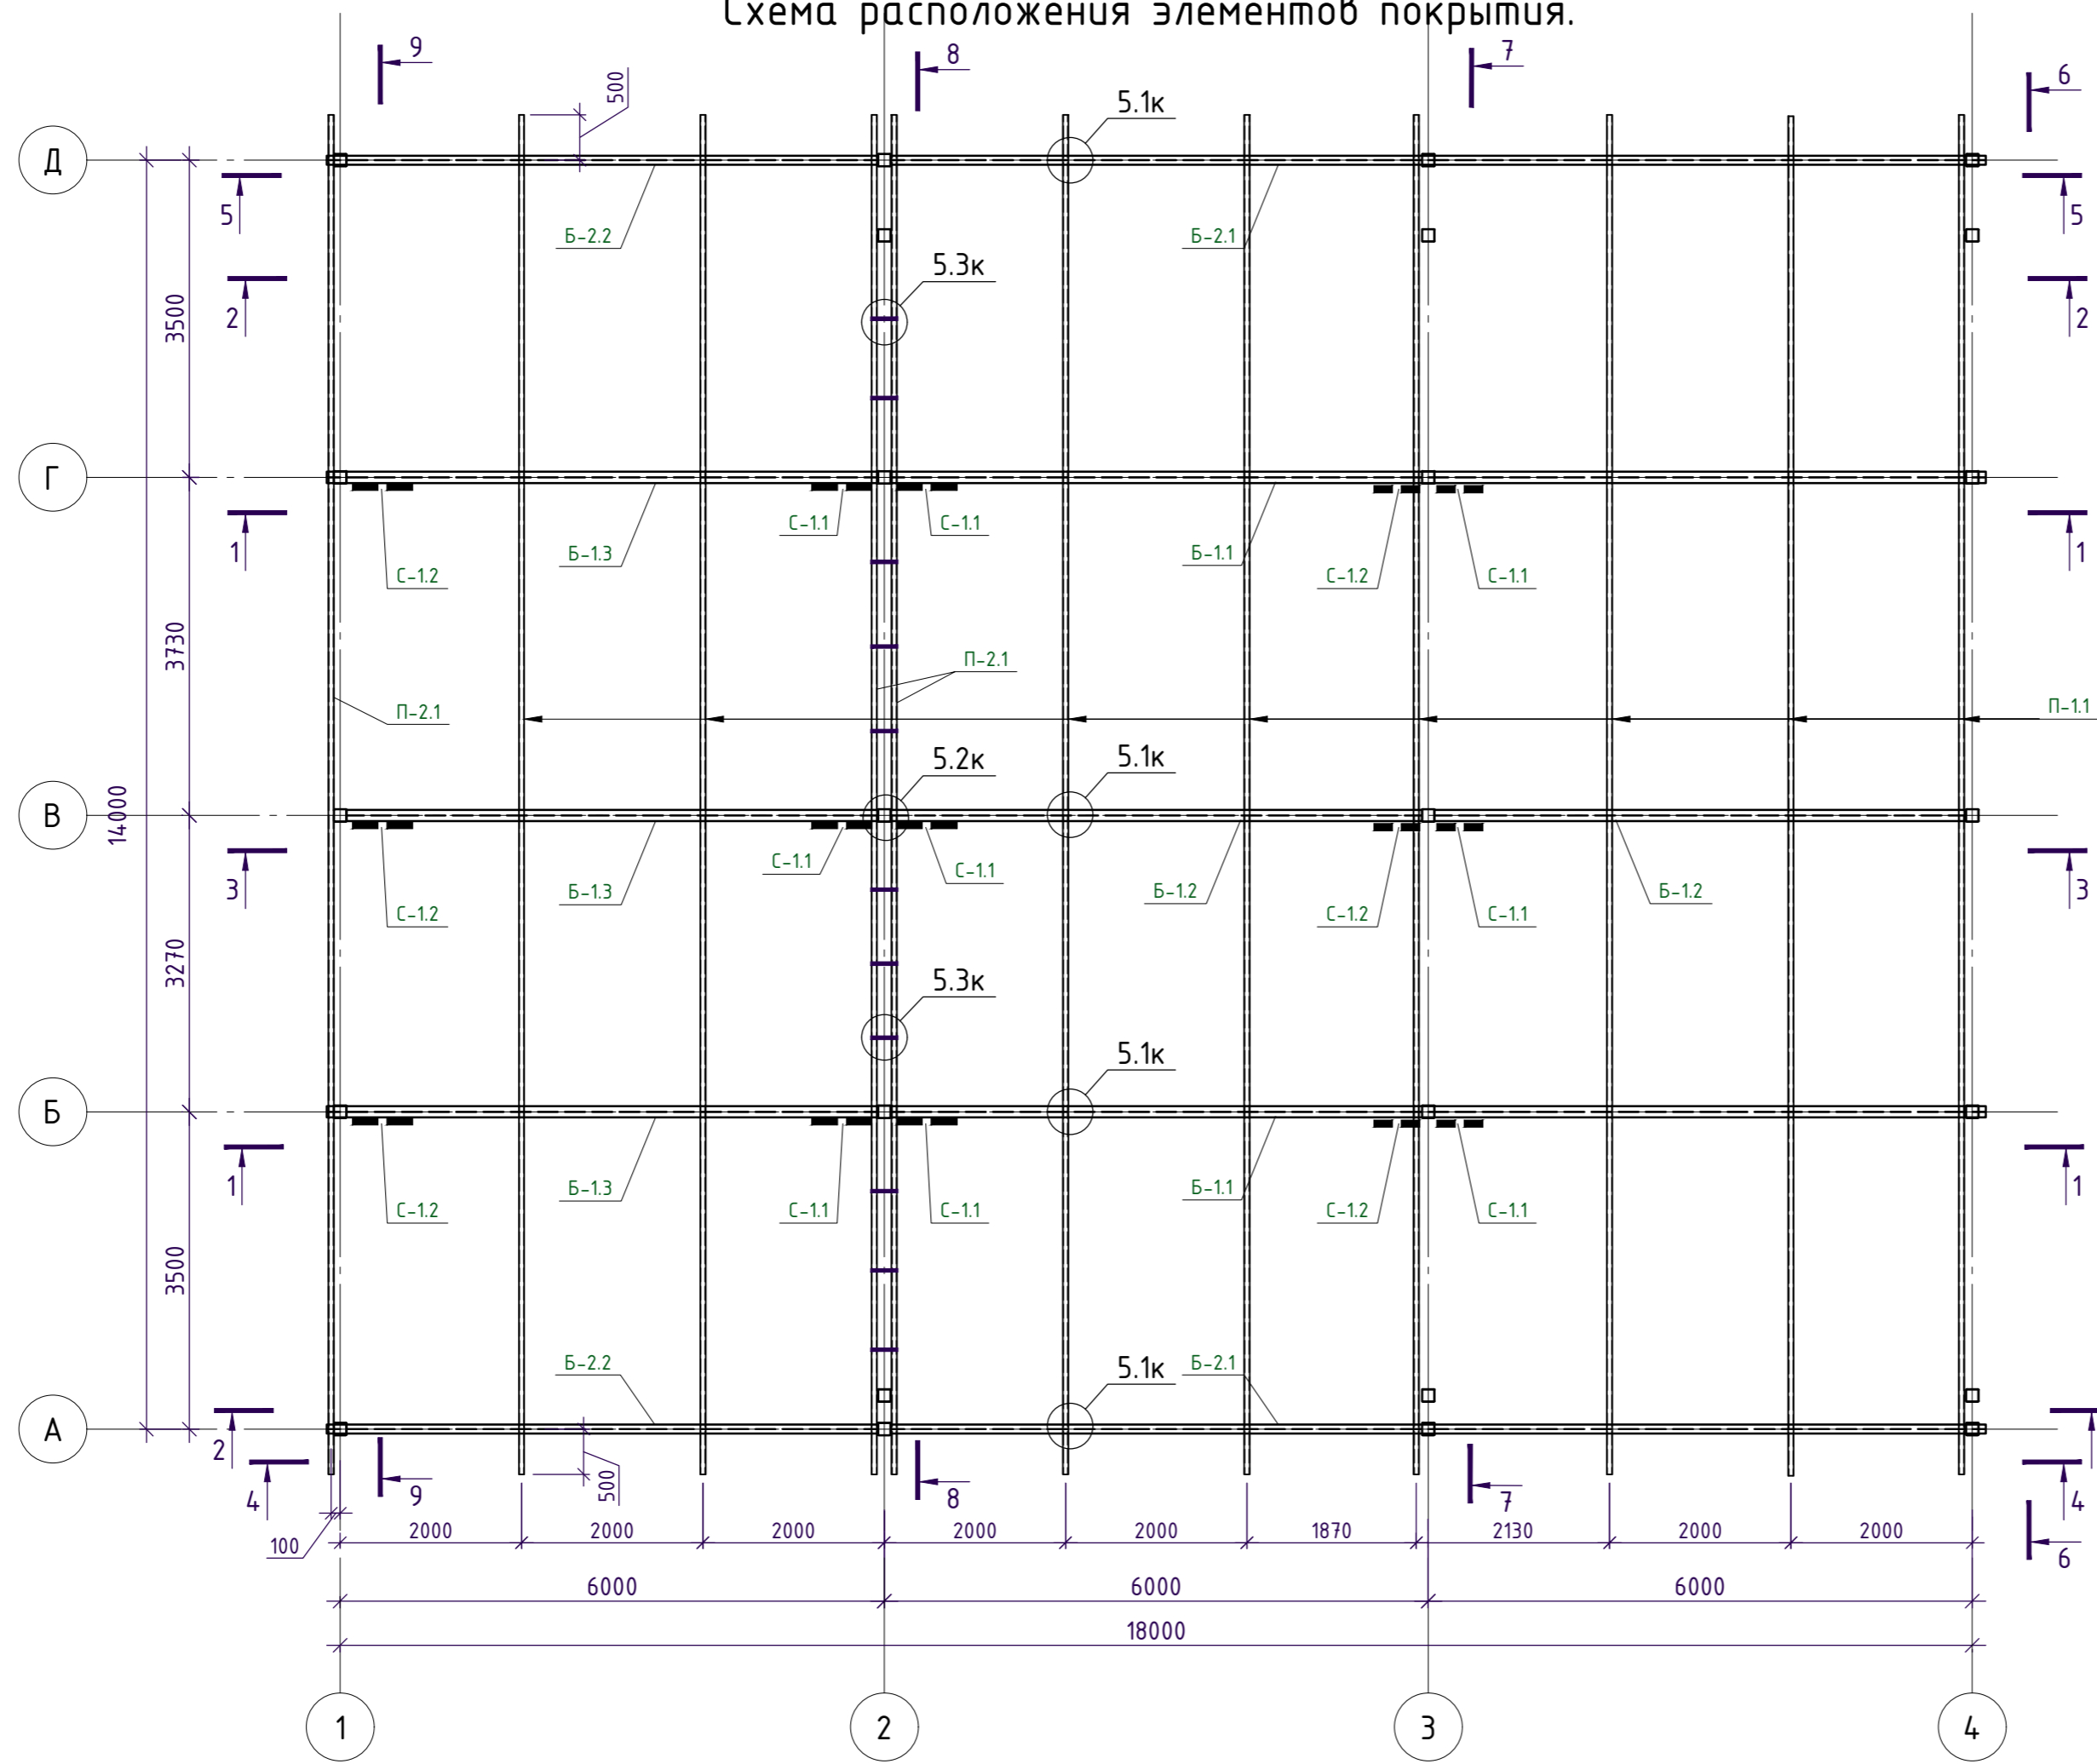 Схема расположения элементов покрытия.
9
8
7
6
500
5.1к
Д
5
5
Б-2.2
Б-2.1
5.3к
2
2
3500
Г
С-1.1
С-1.1
Б-1.3
Б-1.1
1
1
С-1.2
С-1.2
С-1.1
3730
П-2.1
П-2.1
П-1.1
5.2к
5.1к
14000
В
С-1.1
С-1.1
3
Б-1.3
Б-1.2
Б-1.2
3
С-1.2
С-1.2
С-1.1
3270
5.3к
5.1к
Б
1
Б-1.3
Б-1.1
1
С-1.2
С-1.1
С-1.1
С-1.2
С-1.1
3500
Б-2.2
5.1к
Б-2.1
А
2
500
4
9
8
7
4
100
2000
2000
2000
2000
2000
1870
2130
2000
2000
6
6000
6000
6000
18000
1
2
3
4